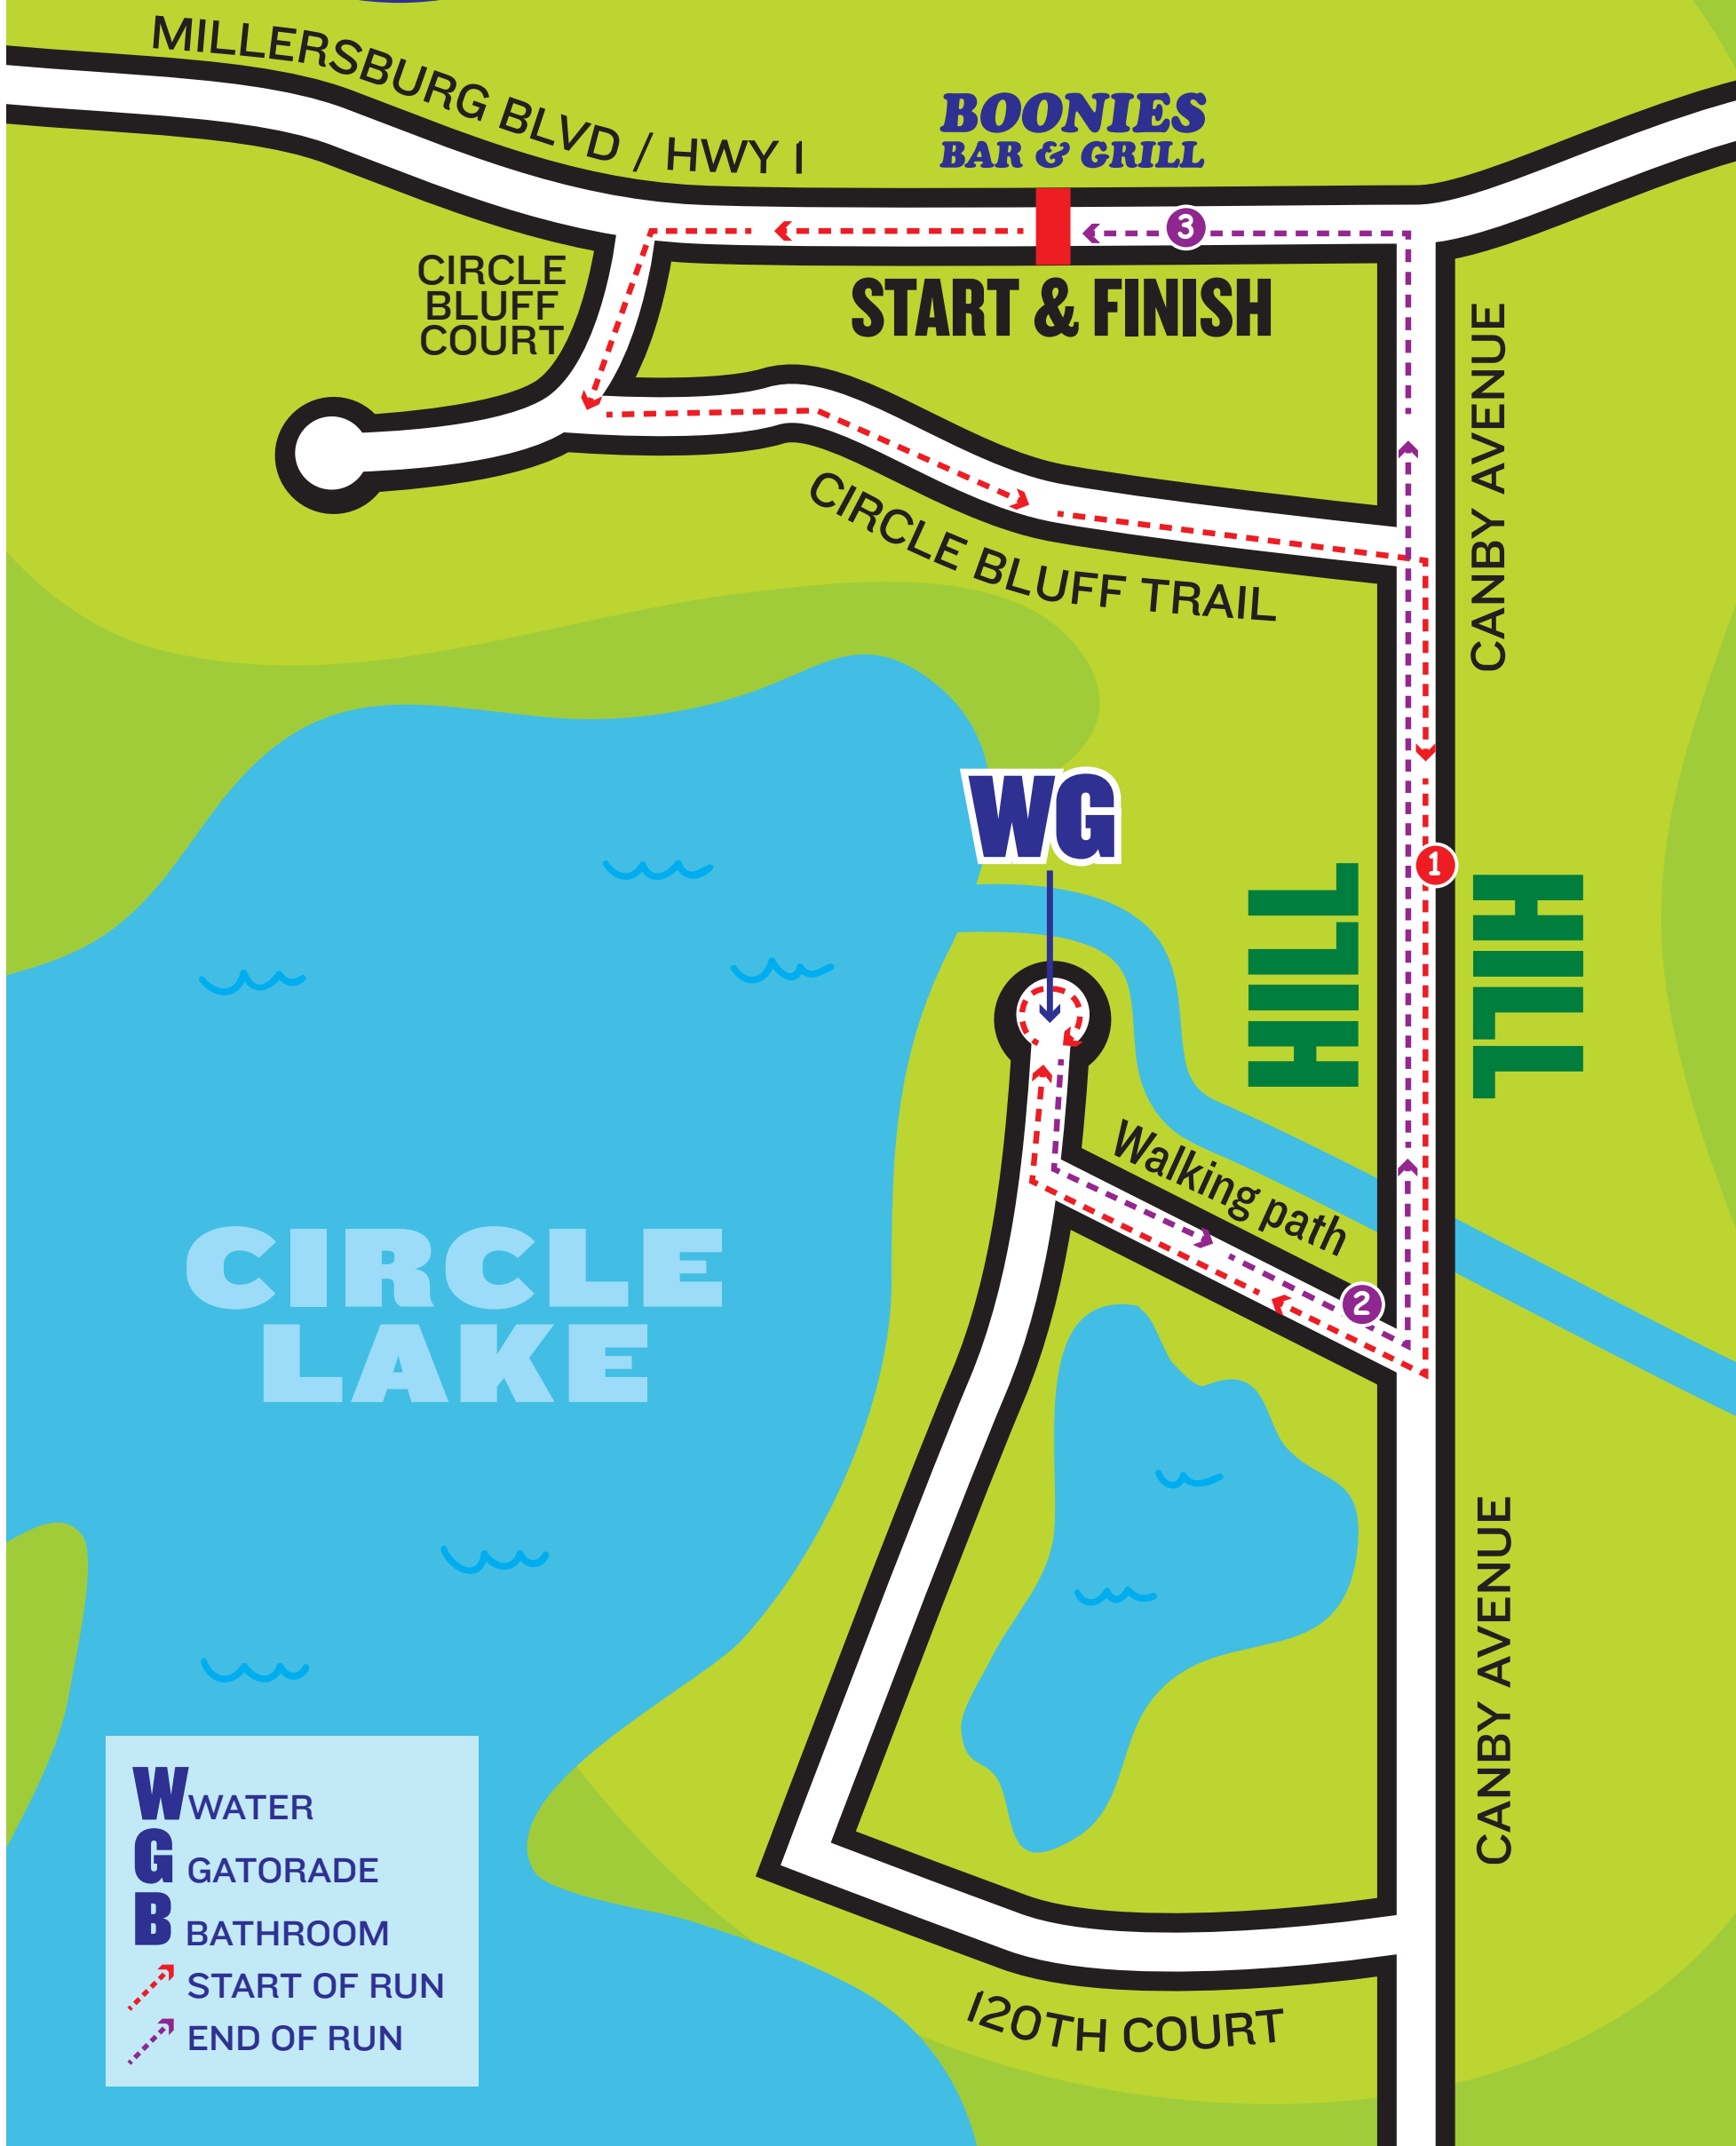 MILLERSBURG BLVD / HWY 1
BOONIES
BAR & GRILL
3
START & FINISH
CIRCLE
BLUFF
COURT
CANBY AVENUE
CIRCLE BLUFF TRAIL
WG
1
HILL
HILL
Walking path
2
CIRCLE
LAKE
CANBY AVENUE
W WATER
G GATORADE
B BATHROOM
START OF RUN
END OF RUN
120TH COURT